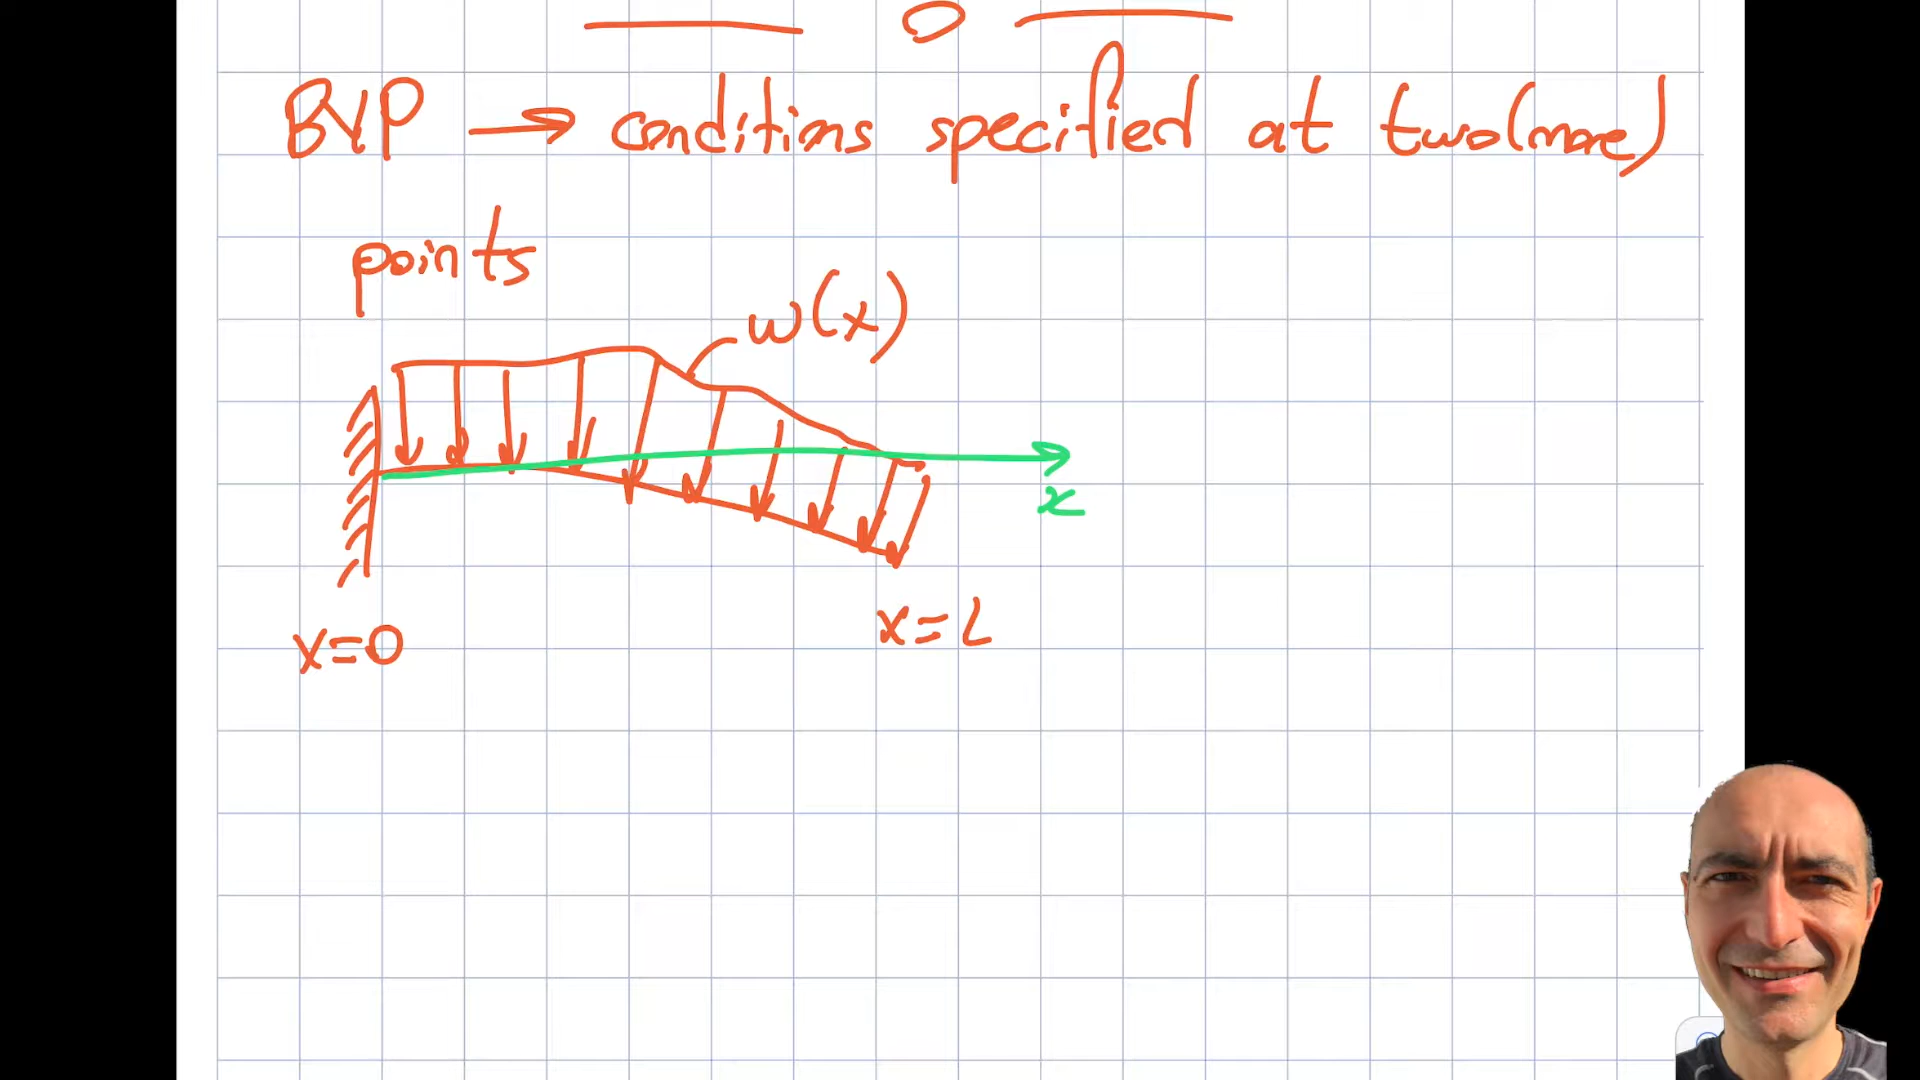 BVP → conditions specified at two(more)
points
w(x)
x
x=0
x=L